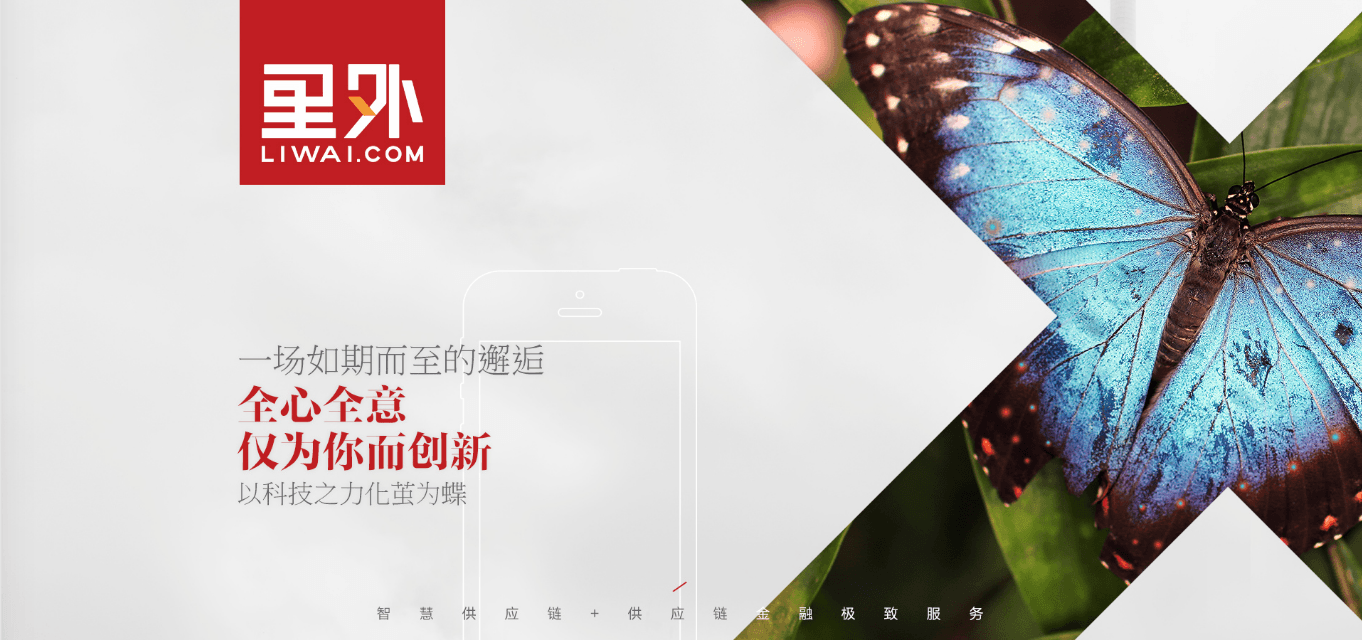 里外
LIWAI.COM
一场如期而至的邂逅
全心全意
仅为你而创新
以科技之力化茧为蝶
智慧供应链+供应链金融极致服务